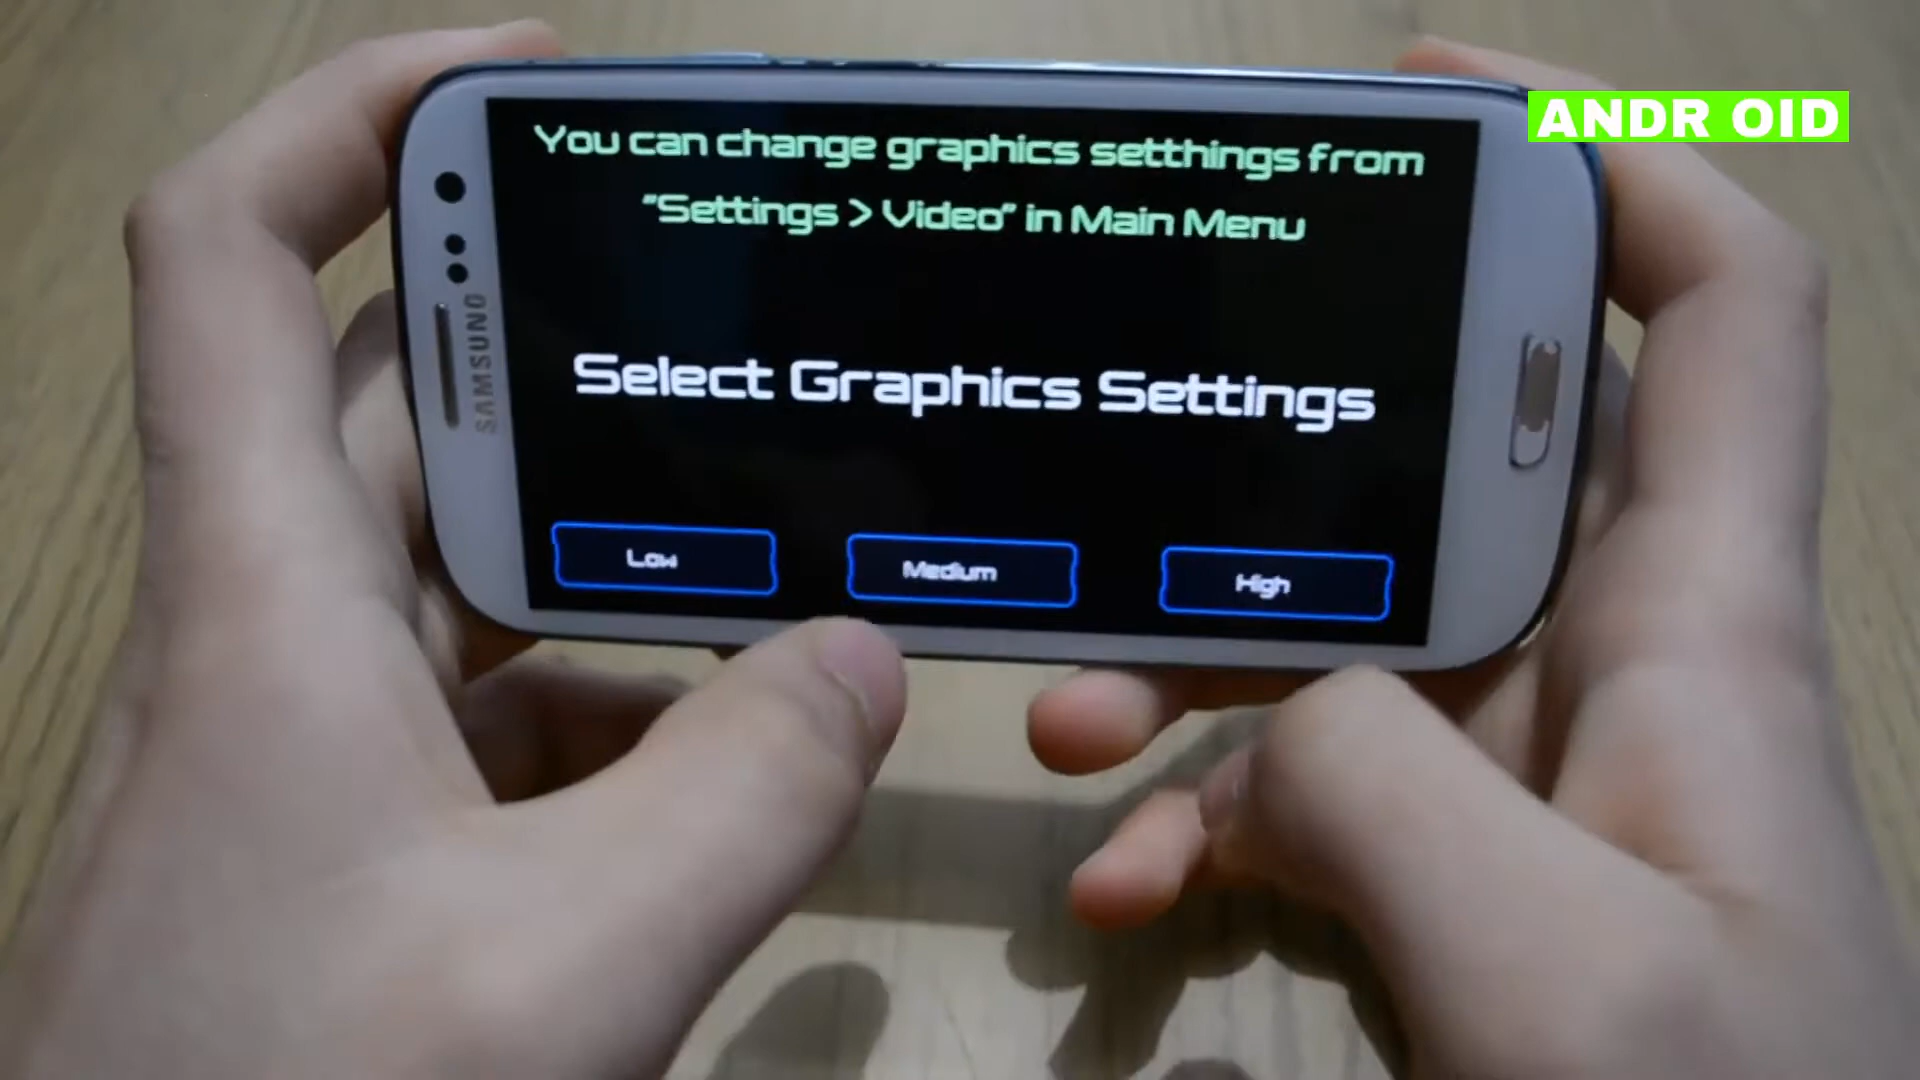 ANDR OID
You can change graphics setthings from
"Settings > Video" in Main Menu
Select Graphics Settings
Low
Medium
High
SAMSUNG